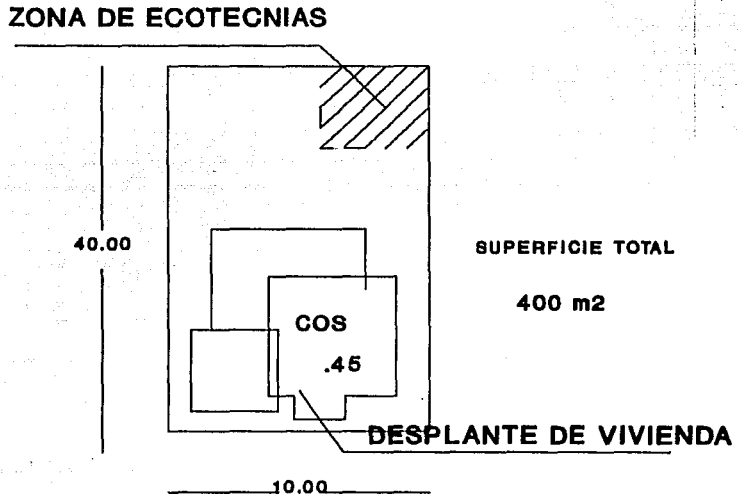 ZONA DE ECOTECNIAS
40.00
SUPERFICIE TOTAL
400 m2
COS
.45
DESPLANTE DE VIVIENDA
10.00